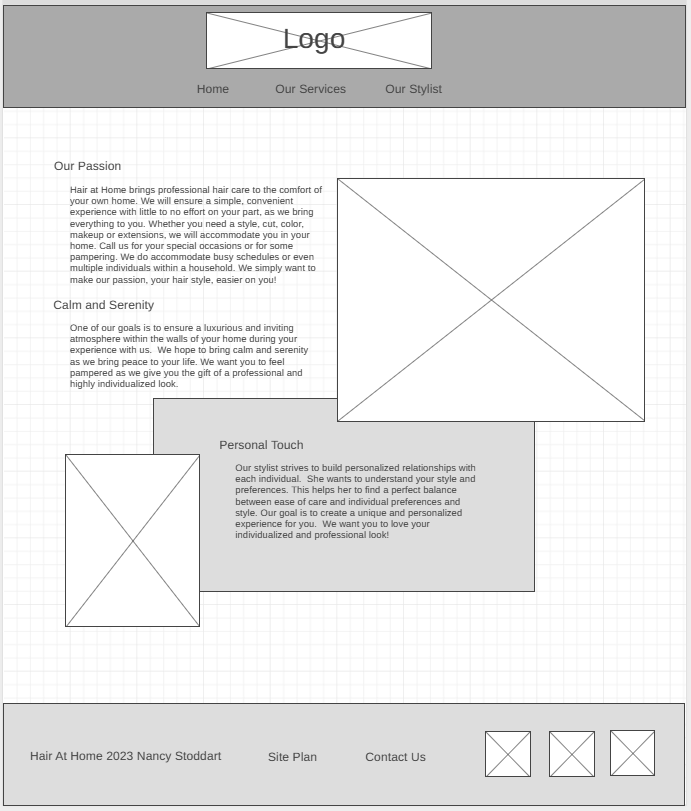 Logo
Home Our Services Our Stylist
Our Passion
Hair at Home brings professional hair care to the comfort of
your own home. We will ensure a simple, convenient
experience with little to no effort on your part, as we bring
everything to you. Whether you need a style, cut, color,
makeup or extensions, we will accommodate you in your
home. Call us for your special occasions or for some
pampering. We do accommodate busy schedules or even
multiple individuals within a household. We simply want to
make our passion, your hair style, easier on you!
Calm and Serenity
One of our goals is to ensure a luxurious and inviting
atmosphere within the walls of your home during your
experience with us.  We hope to bring calm and serenity
as we bring peace to your life. We want you to feel
pampered as we give you the gift of a professional and
highly individualized look.
Personal Touch
Our stylist strives to build personalized relationships with
each individual.  She wants to understand your style and
preferences. This helps her to find a perfect balance
between ease of care and individual preferences and
style. Our goal is to create a unique and personalized
experience for you.  We want you to love your
individualized and professional look!
Hair At Home 2023 Nancy Stoddart Site Plan Contact Us